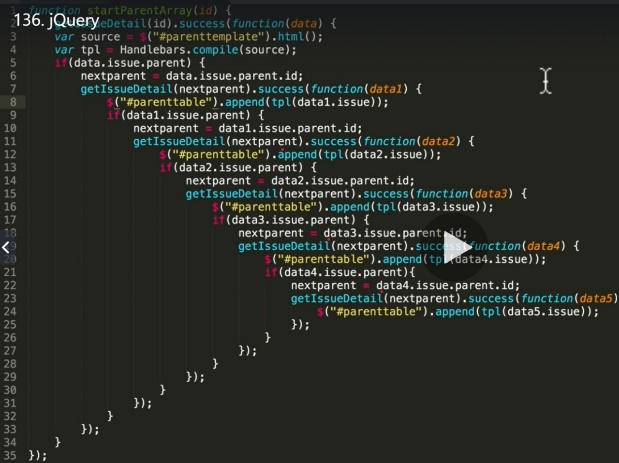 136. jQuery
1 function startParentArray(id) {
2 getIssueDetail(id).success(function(data) {
3 var source = $("#parenttemplate").html();
4 var tpl = Handlebars.compile(source);
5 if(data.issue.parent) {
6 nextparent = data.issue.parent.id;
7 getIssueDetail(nextparent).success(function(data1) {
8 $("#parenttable").append(tpl(data1.issue));
9 if(data1.issue.parent) {
10 nextparent = data1.issue.parent.id;
11 getIssueDetail(nextparent).success(function(data2) {
12 $("#parenttable").append(tpl(data2.issue));
13 if(data2.issue.parent) {
14 nextparent = data2.issue.parent.id;
15 getIssueDetail(nextparent).success(function(data3) {
16 $("#parenttable").append(tpl(data3.issue));
17 if(data3.issue.parent) {
18 nextparent = data3.issue.parent.id;
19 getIssueDetail(nextparent).success(function(data4) {
20 $("#parenttable").append(tpl(data4.issue));
21 if(data4.issue.parent){
22 nextparent = data4.issue.parent.id;
23 getIssueDetail(nextparent).success(function(data5)
24 $("#parenttable").append(tpl(data5.issue));
25 });
26 }
27 });
28 }
29 });
30 }
31 });
32 }
33 });
34 }
35 });